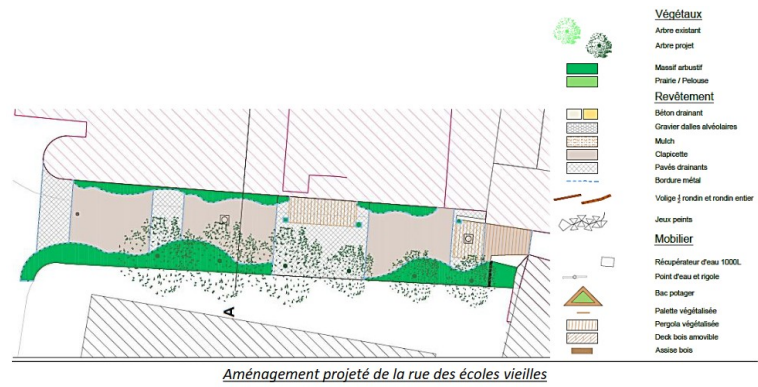 Végétaux
Arbre existant
Arbre projet
Massif arbustif
Prairie / Pelouse
Revêtement
Béton drainant
Gravier dalles alvéolaires
Mulch
Clapicette
Pavés drainants
Bordure métal
Volige ½ rondin et rondin entier
Jeux peints
Mobilier
Récupérateur d'eau 1000L
Point d'eau et rigole
Bac potager
Palette végétalisée
Pergola végétalisée
Deck bois amovible
Assise bois
A
Aménagement projeté de la rue des écoles vieilles